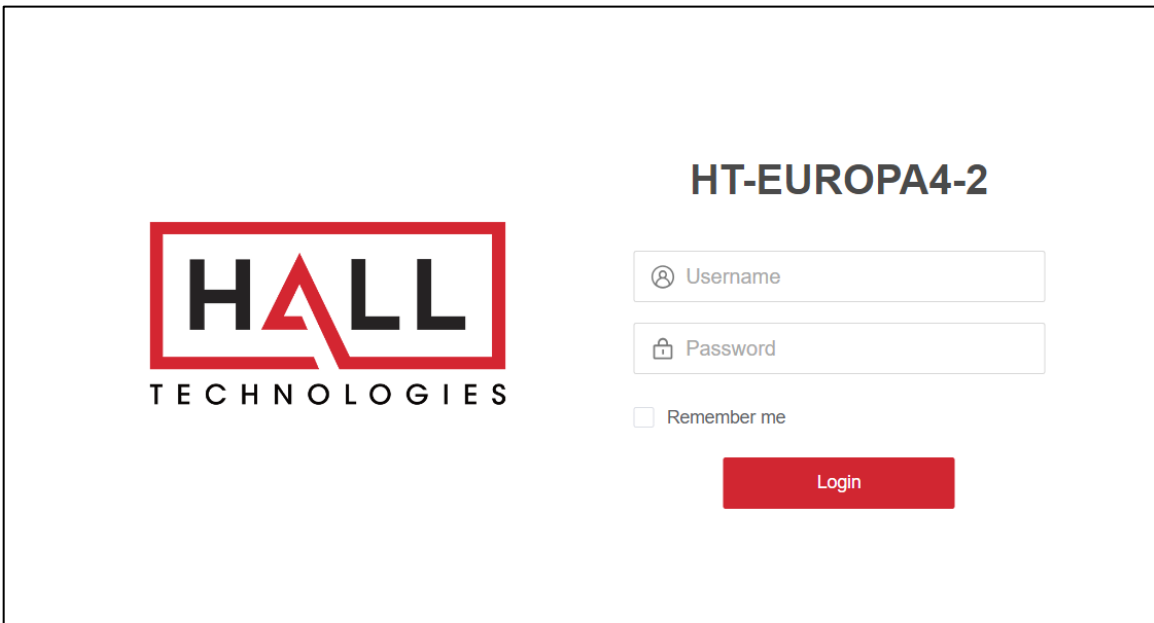 HALL
TECHNOLOGIES
HT-EUROPA4-2
Username
Password
Remember me
Login